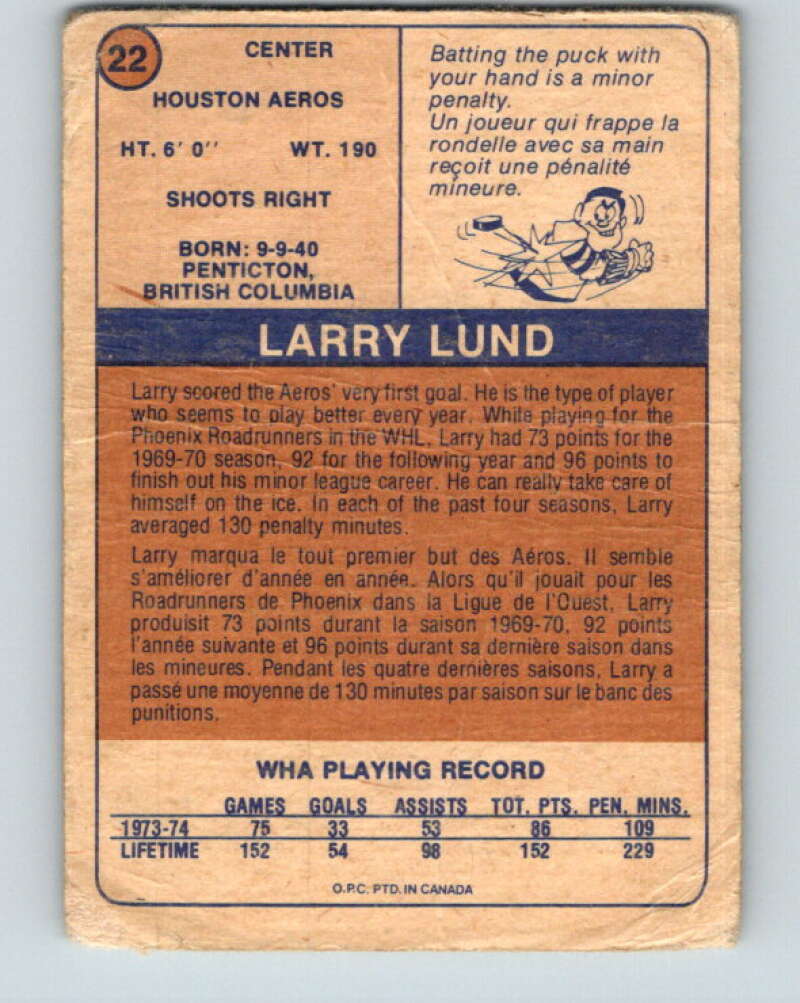 22
CENTER
HOUSTON AEROS
HT. 6' 0'' WT. 190
SHOOTS RIGHT
BORN: 9-9-40
PENTICTON,
BRITISH COLUMBIA
Batting the puck with
your hand is a minor
penalty.
Un joueur qui frappe la
rondelle avec sa main
reçoit une pénalité
mineure.
LARRY LUND
Larry scored the Aeros' very first goal. He is the type of player
who seems to play better every year. While playing for the
Phoenix Roadrunners in the WHL, Larry had 73 points for the
1969-70 season, 92 for the following year and 96 points to
finish out his minor league career. He can really take care of
himself on the ice. In each of the past four seasons, Larry
averaged 130 penalty minutes.
Larry marqua le tout premier but des Aéros. Il semble
s'améliorer d'année en année. Alors qu'il jouait pour les
Roadrunners de Phoenix dans la Ligue de l'Ouest, Larry
produisit 73 points durant la saison 1969-70, 92 points
l'année suivante et 96 points durant sa dernière saison dans
les mineures. Pendant les quatre dernières saisons, Larry a
passé une moyenne de 130 minutes par saison sur le banc des
punitions.
WHA PLAYING RECORD
GAMES GOALS ASSISTS TOT. PTS. PEN. MINS.
1973-74 75 33 53 86 109
LIFETIME 152 54 98 152 229
O.P.C. PTD. IN CANADA